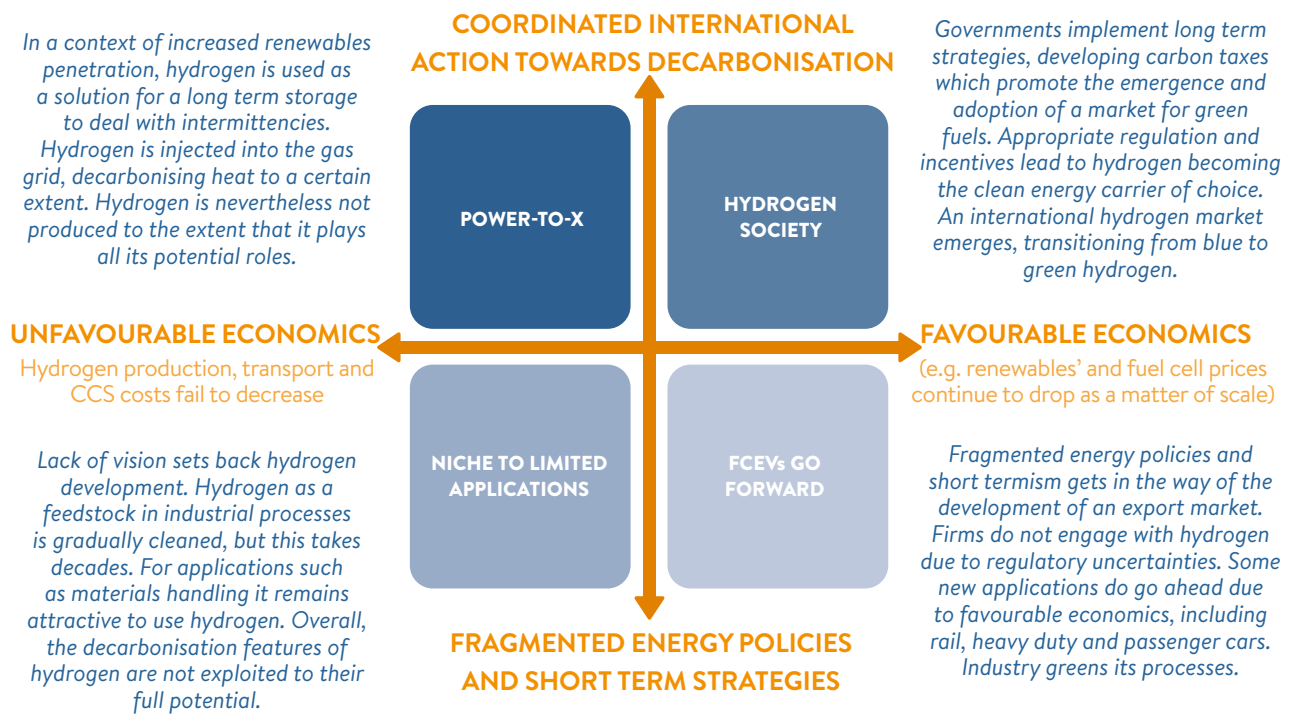 COORDINATED INTERNATIONAL
ACTION TOWARDS DECARBONISATION
In a context of increased renewables
penetration, hydrogen is used as
a solution for a long term storage
to deal with intermittencies.
Hydrogen is injected into the gas
grid, decarbonising heat to a certain
extent. Hydrogen is nevertheless not
produced to the extent that it plays
all its potential roles.
POWER-TO-X
HYDROGEN
SOCIETY
Governments implement long term
strategies, developing carbon taxes
which promote the emergence and
adoption of a market for green
fuels. Appropriate regulation and
incentives lead to hydrogen becoming
the clean energy carrier of choice.
An international hydrogen market
emerges, transitioning from blue to
green hydrogen.
UNFAVOURABLE ECONOMICS
Hydrogen production, transport and
CCS costs fail to decrease
FAVOURABLE ECONOMICS
(e.g. renewables’ and fuel cell prices
continue to drop as a matter of scale)
Lack of vision sets back hydrogen
development. Hydrogen as a
feedstock in industrial processes
is gradually cleaned, but this takes
decades. For applications such
as materials handling it remains
attractive to use hydrogen. Overall,
the decarbonisation features of
hydrogen are not exploited to their
full potential.
NICHE TO LIMITED
APPLICATIONS
FCEVs GO
FORWARD
Fragmented energy policies and
short termism gets in the way of the
development of an export market.
Firms do not engage with hydrogen
due to regulatory uncertainties. Some
new applications do go ahead due
to favourable economics, including
rail, heavy duty and passenger cars.
Industry greens its processes.
FRAGMENTED ENERGY POLICIES
AND SHORT TERM STRATEGIES